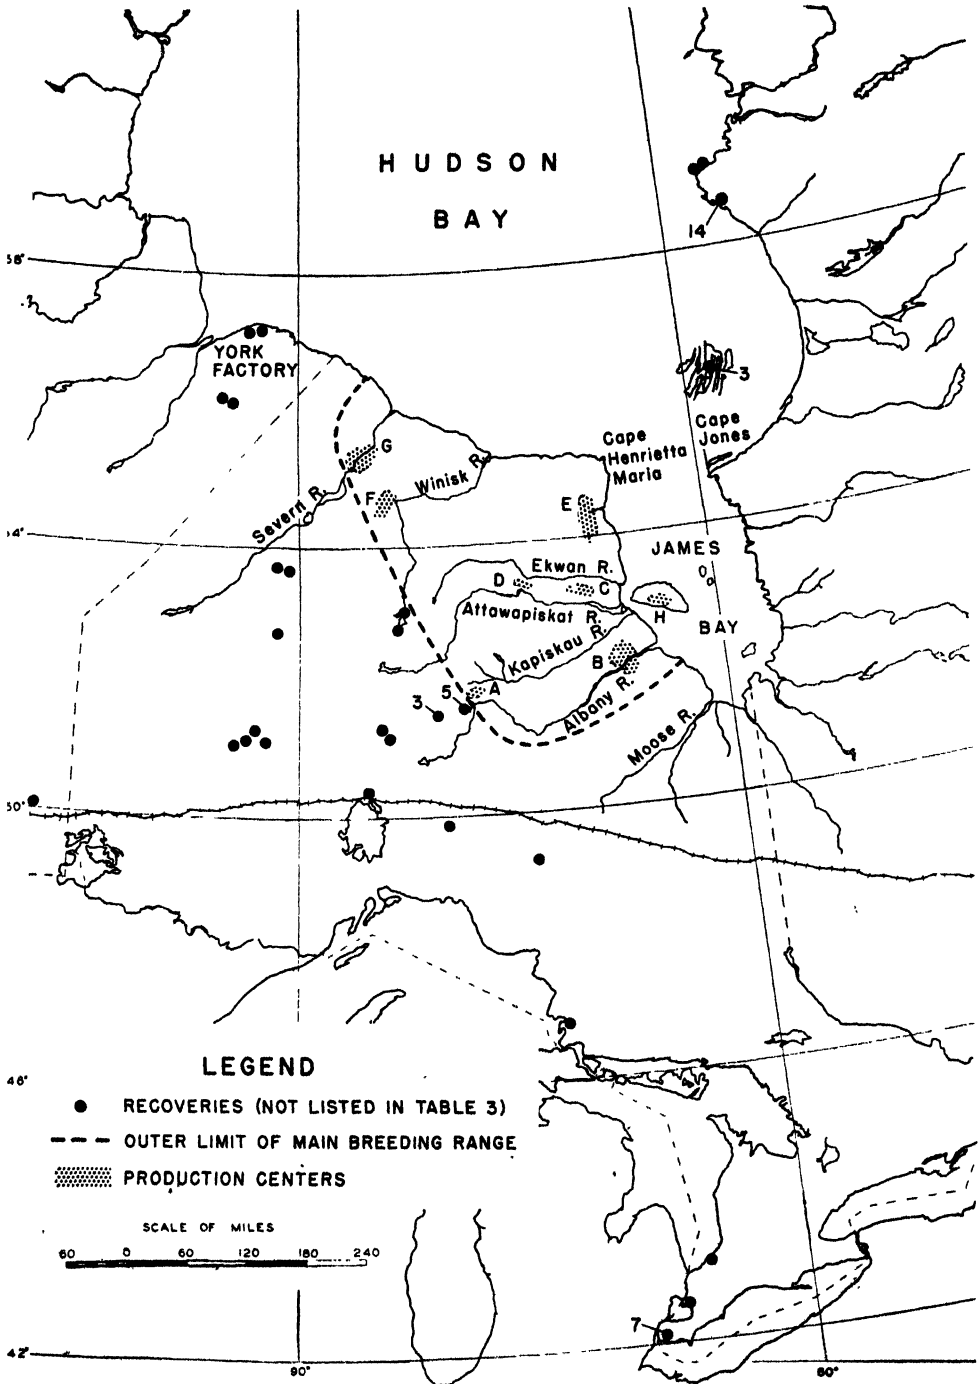 HUDSON
BAY
14
58°
YORK
FACTORY
3
Cape
Jones
Cape
Henrietta
Maria
G
Winisk R.
F
Severn R.
E
54°
JAMES
Ekwan R.
D
C
Attawapiskat R.
H
BAY
Kapiskau R.
B
A
5
3
Albany R.
Moose R.
50°
LEGEND
46°
RECOVERIES (NOT LISTED IN TABLE 3)
OUTER LIMIT OF MAIN BREEDING RANGE
PRODUCTION CENTERS
SCALE OF MILES
60 0 60 120 180 240
7
42°
90°
80°